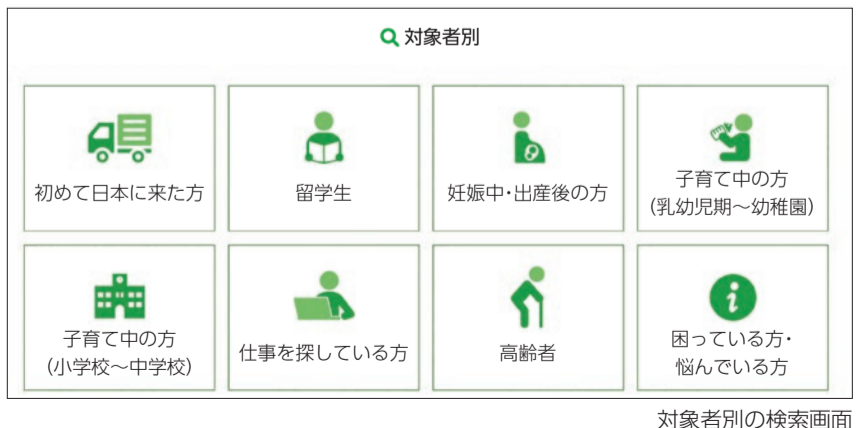 対象者別
初めて日本に来た方
留学生
妊娠中・出産後の方
子育て中の方
(乳幼児期～幼稚園)
子育て中の方
(小学校～中学校)
仕事を探している方
高齢者
困っている方・
悩んでいる方
対象者別の検索画面